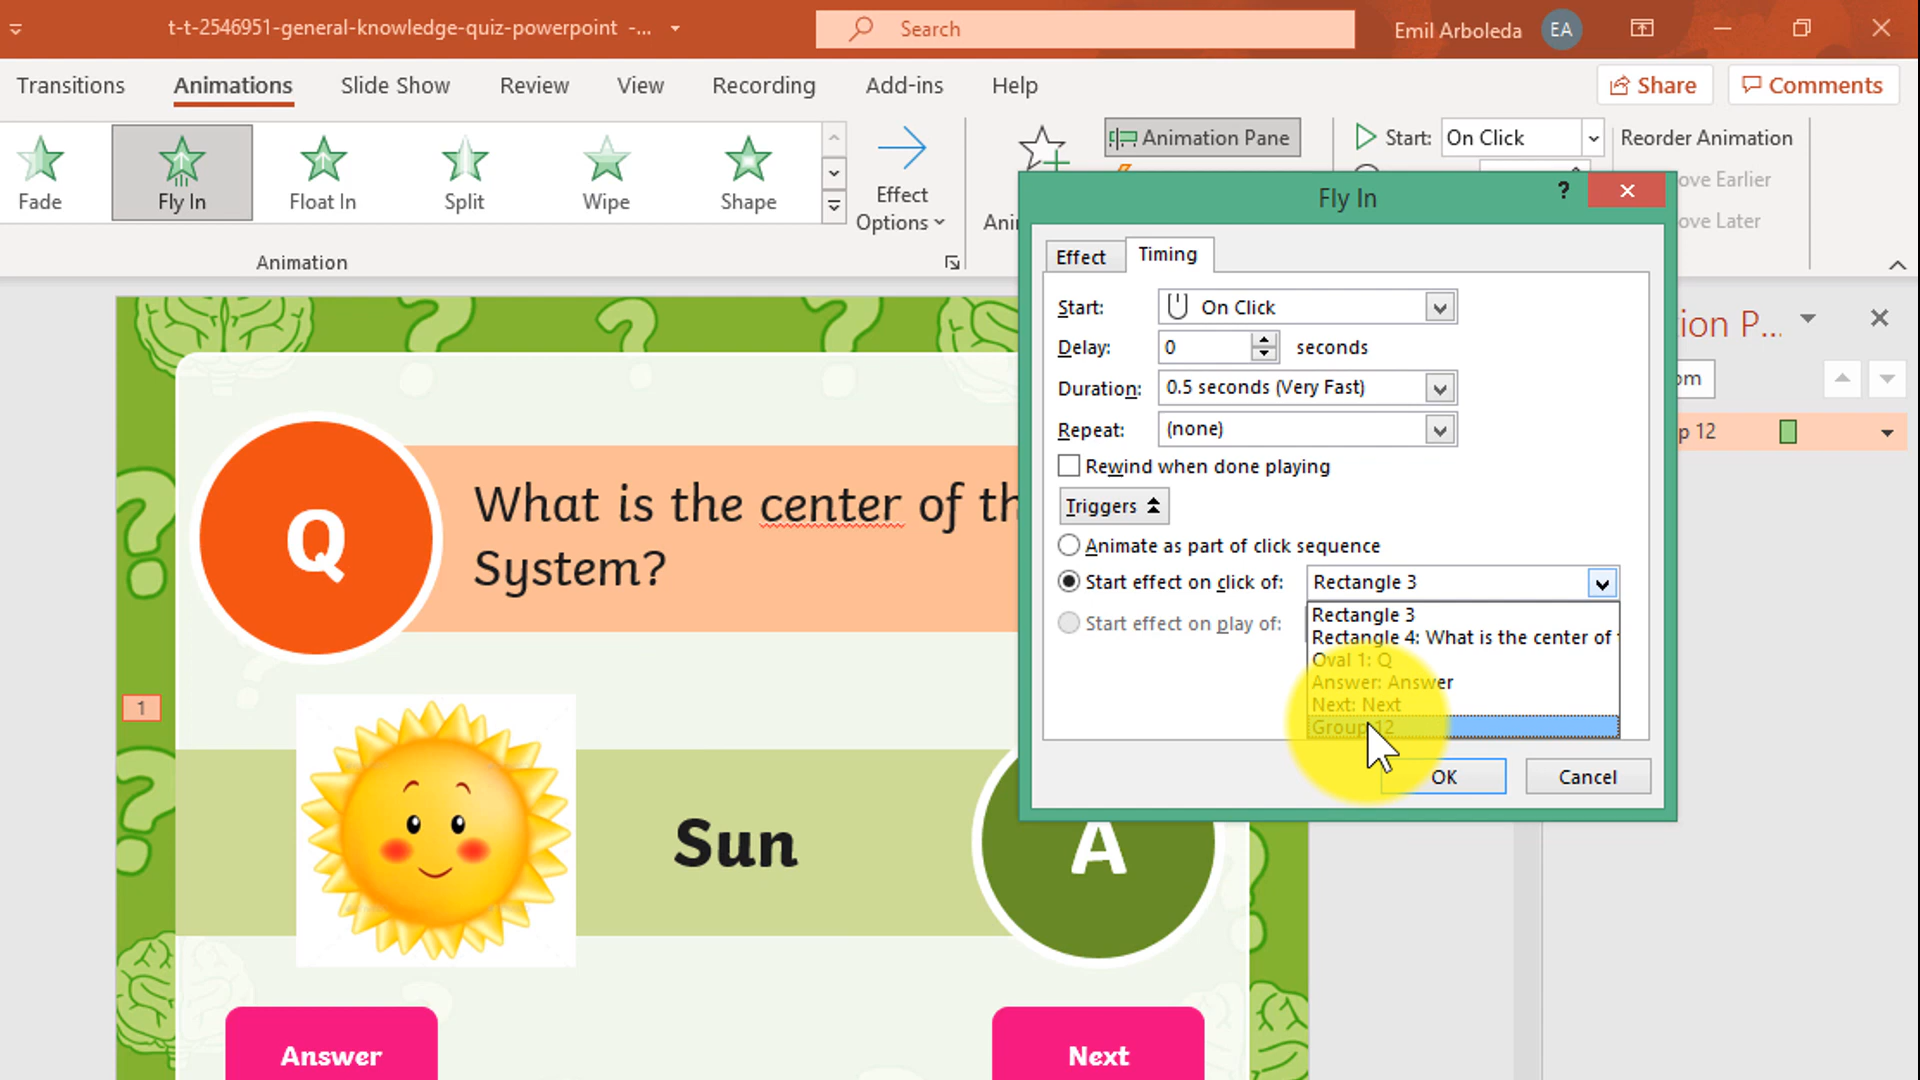 t-t-2546951-general-knowledge-quiz-powerpoint -...
Search
Emil Arboleda
EA
Transitions
Animations
Slide Show
Review
View
Recording
Add-ins
Help
Share
Comments
Fade
Fly In
Float In
Split
Wipe
Shape
Effect
Options
Ani
Animation Pane
Start:
On Click
Reorder Animation
ove Earlier
ove Later
Animation
Fly In
?
Effect
Timing
Start:
On Click
Delay:
0
seconds
Duration:
0.5 seconds (Very Fast)
Repeat:
(none)
Rewind when done playing
Triggers
Animate as part of click sequence
Start effect on click of:
Rectangle 3
Start effect on play of:
Rectangle 3
Rectangle 4: What is the center of
Oval 1: Q
Answer: Answer
Next: Next
Group 12
OK
Cancel
tion P...
om
p 12
Q
What is the center of th
System?
1
Sun
A
Answer
Next